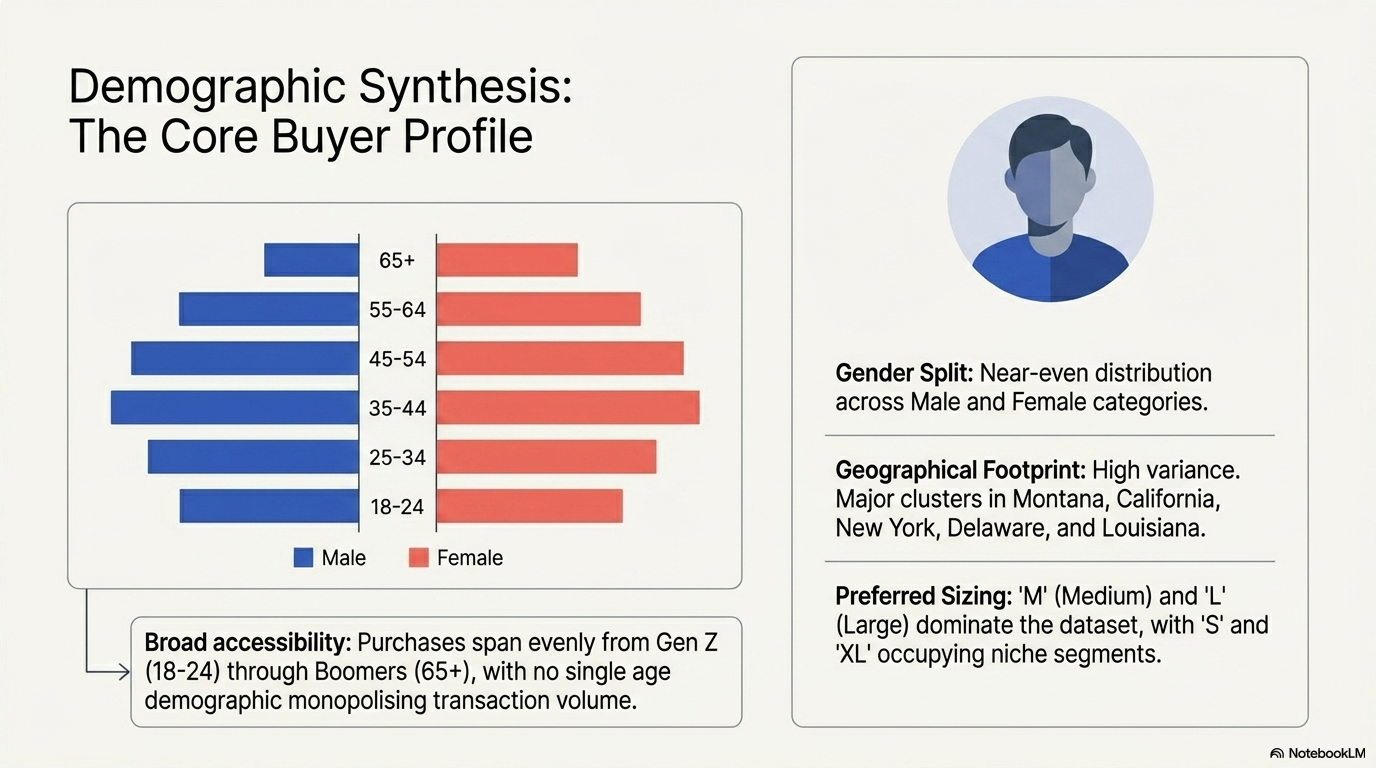 Demographic Synthesis:
The Core Buyer Profile
65+
55-64
45-54
35-44
25-34
18-24
Male
Female
Broad accessibility: Purchases span evenly from Gen Z
(18-24) through Boomers (65+), with no single age
demographic monopolising transaction volume.
Gender Split: Near-even distribution
across Male and Female categories.
Geographical Footprint: High variance.
Major clusters in Montana, California,
New York, Delaware, and Louisiana.
Preferred Sizing: 'M' (Medium) and 'L'
(Large) dominate the dataset, with 'S' and
'XL' occupying niche segments.
NotebookLM